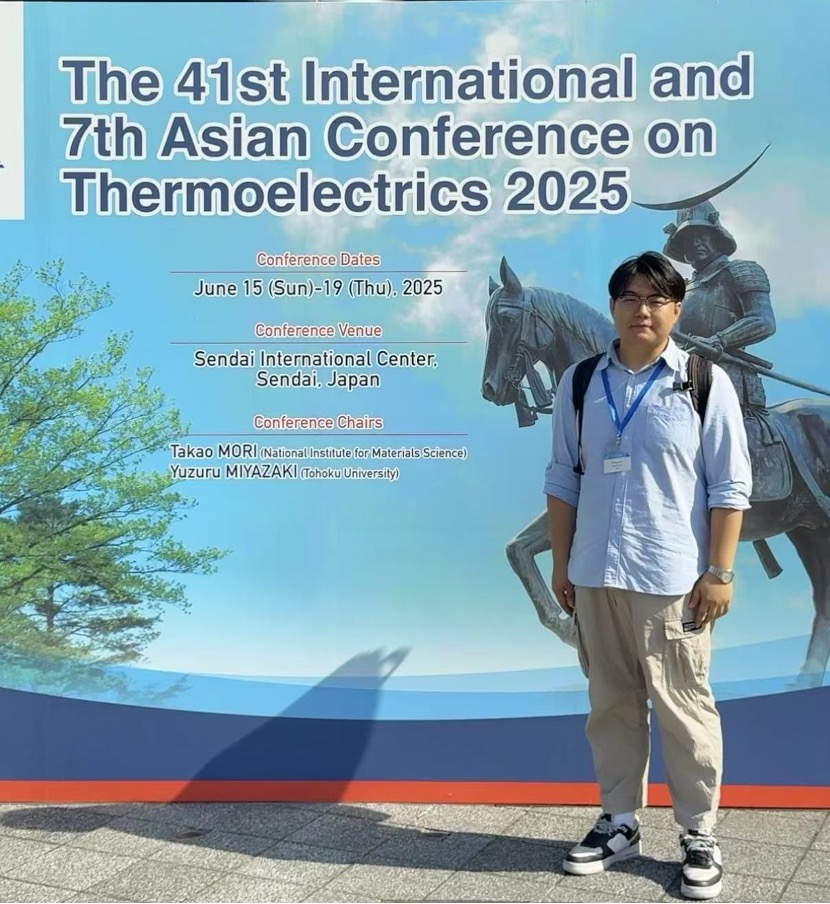 The 41st International and
7th Asian Conference on
Thermoelectrics 2025
Conference Dates
June 15 (Sun)-19 (Thu), 2025
Conference Venue
Sendai International Center,
Sendai, Japan
Conference Chairs
Takao MORI (National Institute for Materials Science)
Yuzuru MIYAZAKI (Tohoku University)